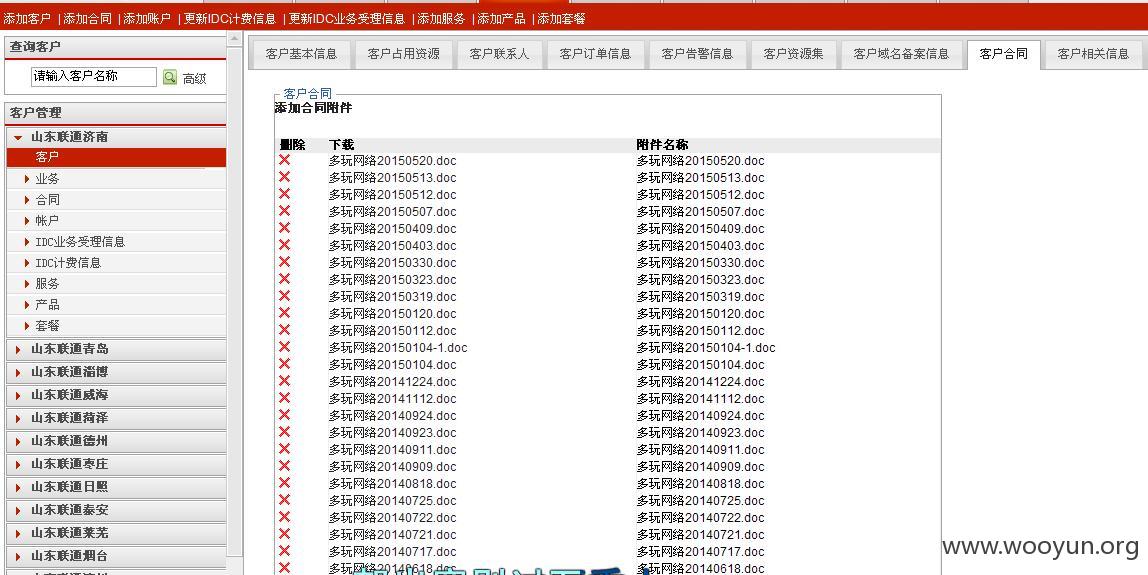 添加客户 | 添加合同 | 添加账户 | 更新IDC计费信息 | 更新IDC业务受理信息 | 添加服务 | 添加产品 | 添加套餐
查询客户
请输入客户名称 高级
客户管理
山东联通济南
客户
业务
合同
帐户
IDC业务受理信息
IDC计费信息
服务
产品
套餐
山东联通青岛
山东联通淄博
山东联通威海
山东联通菏泽
山东联通德州
山东联通枣庄
山东联通日照
山东联通泰安
山东联通莱芜
山东联通烟台
客户基本信息 客户占用资源 客户联系人 客户订单信息 客户告警信息 客户资源集 客户域名备案信息 客户合同 客户相关信息
客户合同
添加合同附件
删除 下载 附件名称
多玩网络20150520.doc 多玩网络20150520.doc
多玩网络20150513.doc 多玩网络20150513.doc
多玩网络20150512.doc 多玩网络20150512.doc
多玩网络20150507.doc 多玩网络20150507.doc
多玩网络20150409.doc 多玩网络20150409.doc
多玩网络20150403.doc 多玩网络20150403.doc
多玩网络20150330.doc 多玩网络20150330.doc
多玩网络20150323.doc 多玩网络20150323.doc
多玩网络20150319.doc 多玩网络20150319.doc
多玩网络20150120.doc 多玩网络20150120.doc
多玩网络20150112.doc 多玩网络20150112.doc
多玩网络20150104-1.doc 多玩网络20150104-1.doc
多玩网络20150104.doc 多玩网络20150104.doc
多玩网络20141224.doc 多玩网络20141224.doc
多玩网络20141112.doc 多玩网络20141112.doc
多玩网络20140924.doc 多玩网络20140924.doc
多玩网络20140923.doc 多玩网络20140923.doc
多玩网络20140911.doc 多玩网络20140911.doc
多玩网络20140909.doc 多玩网络20140909.doc
多玩网络20140818.doc 多玩网络20140818.doc
多玩网络20140725.doc 多玩网络20140725.doc
多玩网络20140722.doc 多玩网络20140722.doc
多玩网络20140721.doc 多玩网络20140721.doc
多玩网络20140717.doc 多玩网络20140717.doc
多玩网络20140618.doc 多玩网络20140618.doc
www.wooyun.org